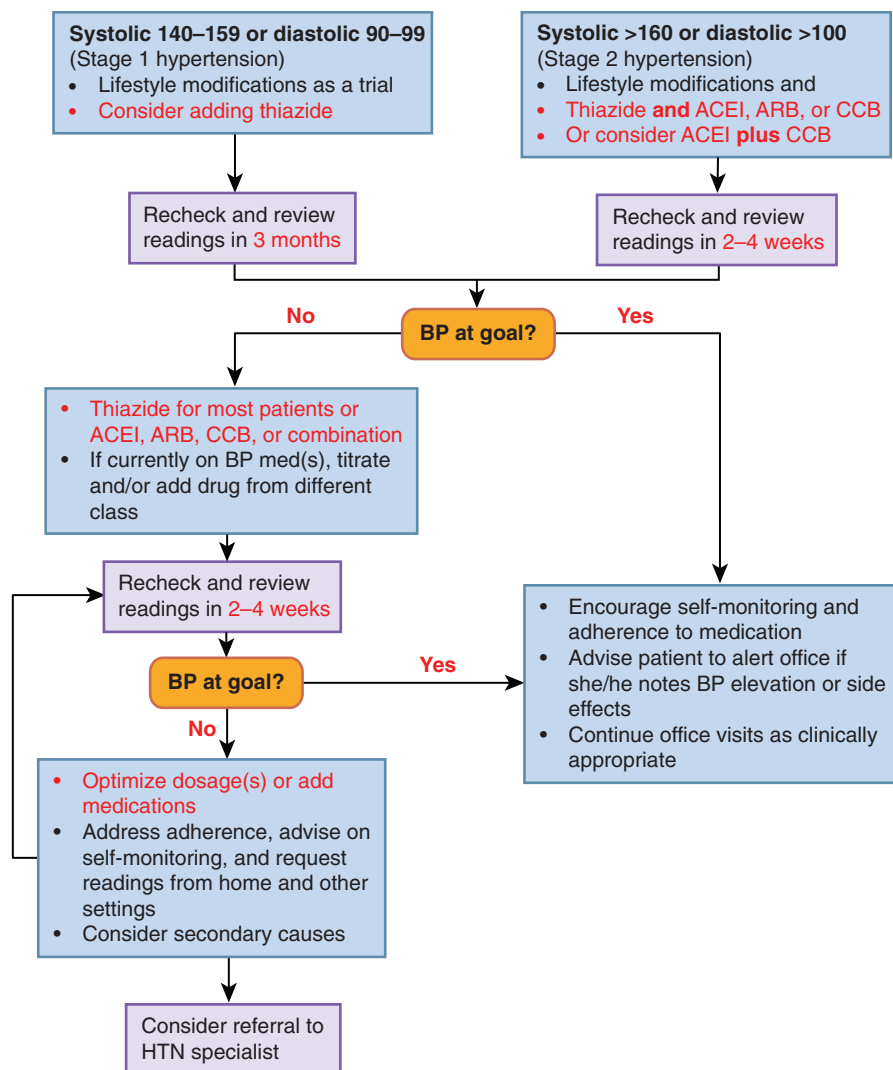 Systolic 140–159 or diastolic 90–99
(Stage 1 hypertension)
• Lifestyle modifications as a trial
• Consider adding thiazide
Systolic >160 or diastolic >100
(Stage 2 hypertension)
• Lifestyle modifications and
• Thiazide and ACEI, ARB, or CCB
• Or consider ACEI plus CCB
Recheck and review
readings in 3 months
Recheck and review
readings in 2–4 weeks
BP at goal?
No
Yes
• Thiazide for most patients or
ACEI, ARB, CCB, or combination
• If currently on BP med(s), titrate
and/or add drug from different
class
Recheck and review
readings in 2–4 weeks
BP at goal?
Yes
No
• Encourage self-monitoring and
adherence to medication
• Advise patient to alert office if
she/he notes BP elevation or side
effects
• Continue office visits as clinically
appropriate
• Optimize dosage(s) or add
medications
• Address adherence, advise on
self-monitoring, and request
readings from home and other
settings
• Consider secondary causes
Consider referral to
HTN specialist